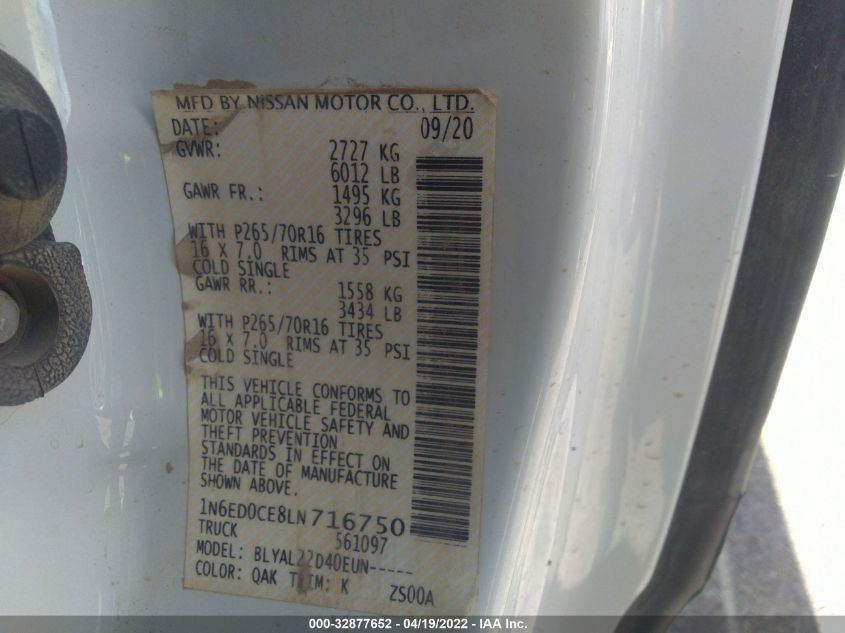 MFD BY NISSAN MOTOR CO., LTD.
DATE: 09/20
GVWR: 2727 KG
6012 LB
GAWR FR.: 1495 KG
3296 LB
WITH P265/70R16 TIRES
16 X 7.0 RIMS AT 35 PSI
COLD SINGLE
GAWR RR.: 1558 KG
3434 LB
WITH P265/70R16 TIRES
16 X 7.0 RIMS AT 35 PSI
COLD SINGLE
THIS VEHICLE CONFORMS TO
ALL APPLICABLE FEDERAL
MOTOR VEHICLE SAFETY AND
THEFT PREVENTION
STANDARDS IN EFFECT ON
THE DATE OF MANUFACTURE
SHOWN ABOVE.
1N6ED0CE8LN716750
TRUCK 561097
MODEL: BLYAL22D40EUN-----
COLOR: QAK TRIM: K ZS00A
000-32877652 - 04/19/2022 - IAA Inc.